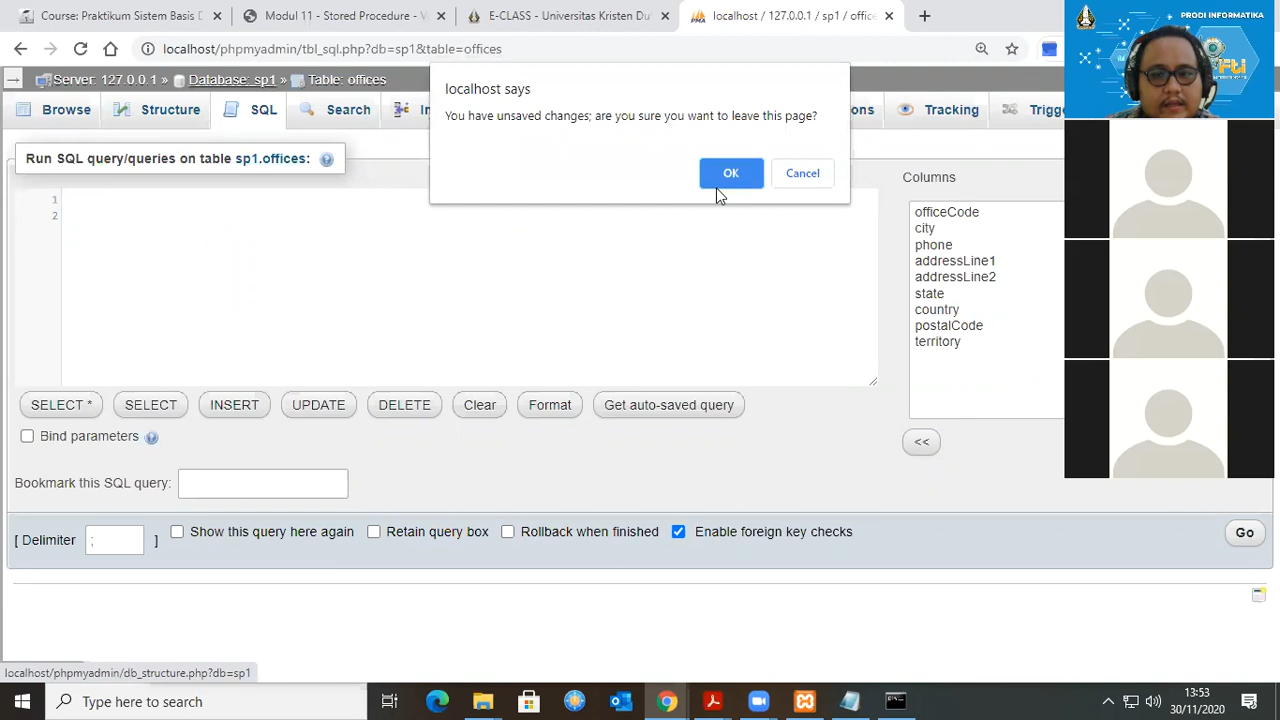 Course: Praktikum Sistem Basis D
Modul 11 - Stored Procedure - V
E-CLASS - Universitas Kristen Du
localhost / 127.0.0.1 / sp1 / office
localhost/phpmyadmin/tbl_sql.php?db=sp1&table=offices
PRODI INFORMATIKA
Server: 127.0.0.1 » Database: sp1 » Table: offices
localhost says
You have unsaved changes; are you sure you want to leave this page?
OK
Cancel
Browse
Structure
SQL
Search
In
ons
Tracking
Trigg
Run SQL query/queries on table sp1.offices:
1
2
Columns
officeCode
city
phone
addressLine1
addressLine2
state
country
postalCode
territory
SELECT *
SELECT
INSERT
UPDATE
DELETE
Clear
Format
Get auto-saved query
<<
Bind parameters
Bookmark this SQL query:
[ Delimiter ; ]
Show this query here again
Retain query box
Rollback when finished
Enable foreign key checks
Go
localhost/phpmyadmin/db_structure.php?db=sp1
Type here to search
13:53
30/11/2020